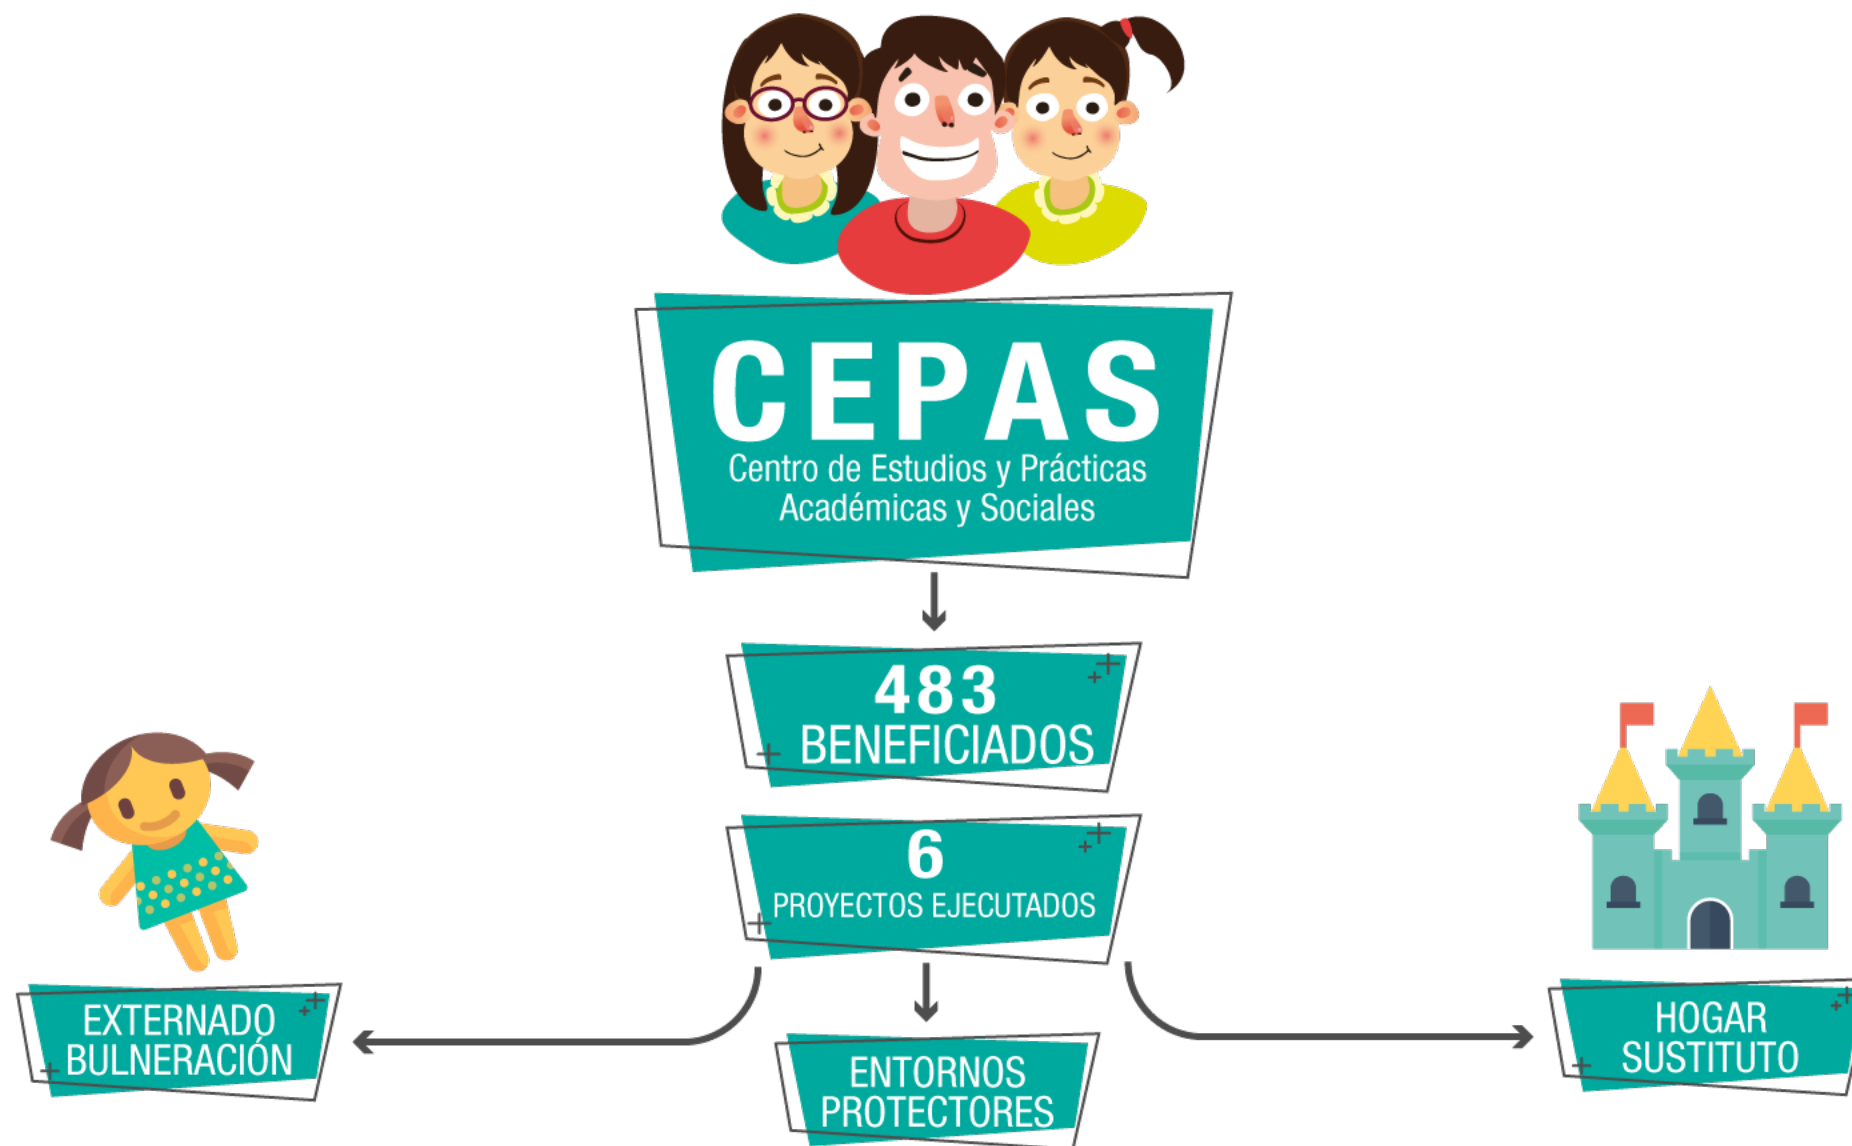 CEPAS
Centro de Estudios y Prácticas
Académicas y Sociales
483
BENEFICIADOS
6
PROYECTOS EJECUTADOS
EXTERNADO
BULNERACIÓN
ENTORNOS
PROTECTORES
HOGAR
SUSTITUTO